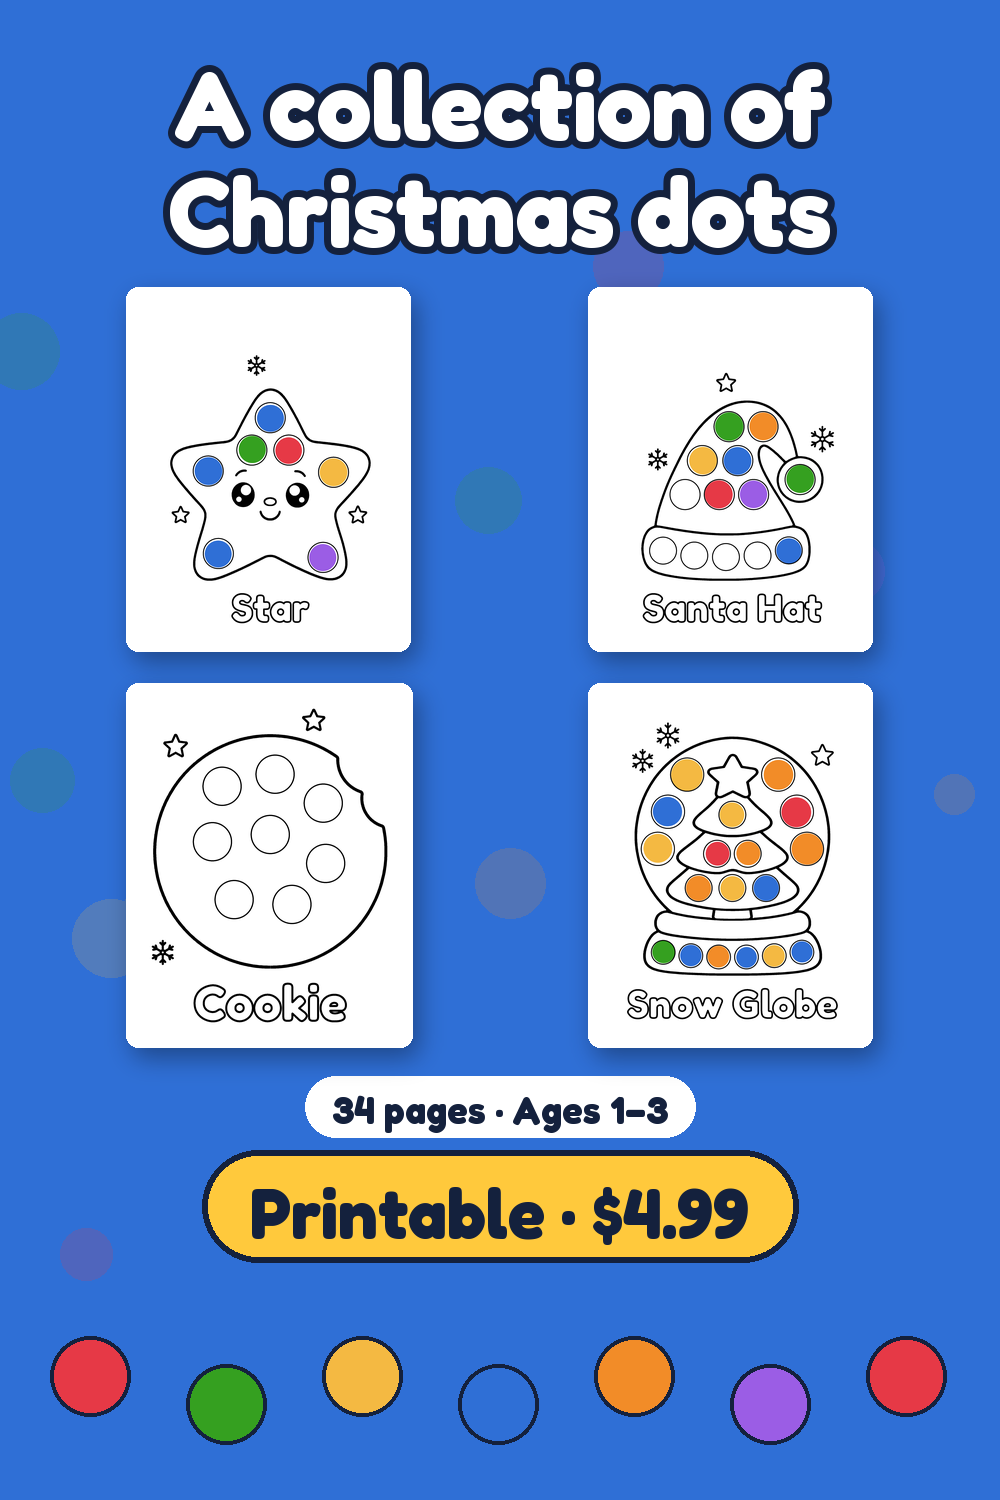 A collection of
Christmas dots
Star
Santa Hat
Cookie
Snow Globe
34 pages · Ages 1–3
Printable · $4.99